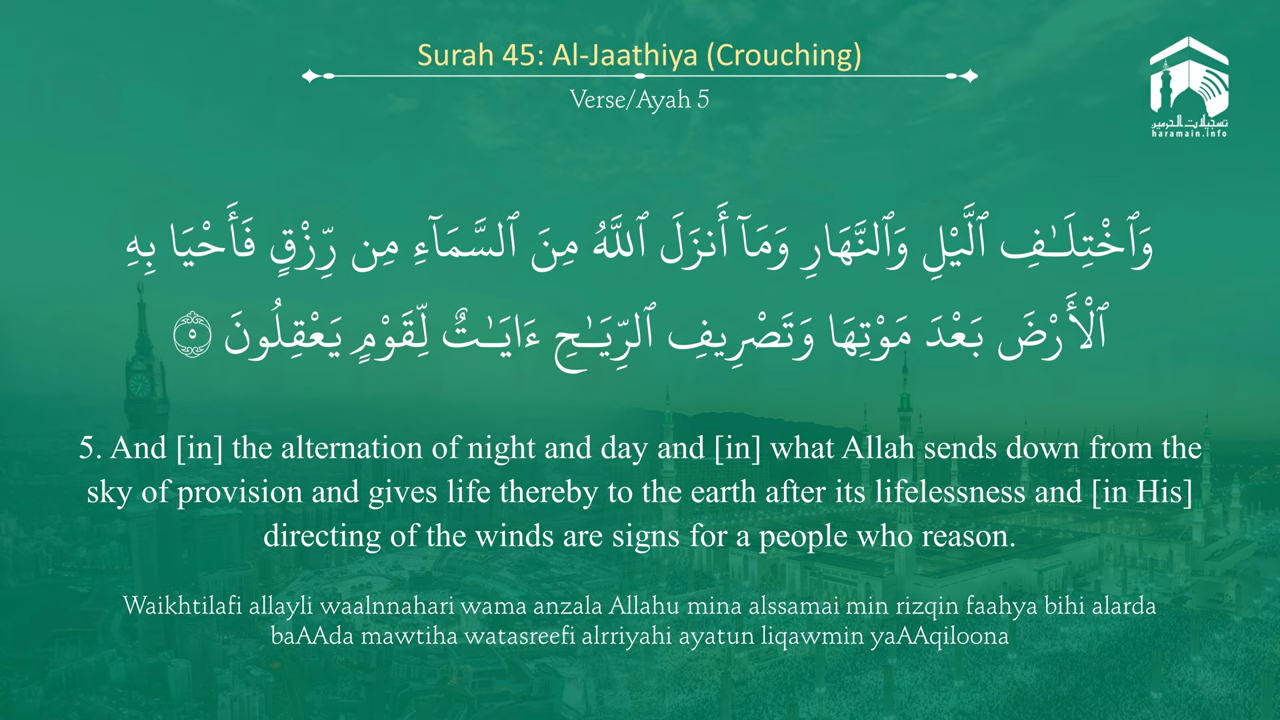 Surah 45: Al-Jaathiya (Crouching)
Verse/Ayah 5
تسجيلات الحرمين
haramain.info
وَٱخْتِلَـٰفِ ٱلَّيْلِ وَٱلنَّهَارِ وَمَآ أَنزَلَ ٱللَّهُ مِنَ ٱلسَّمَآءِ مِن رِّزْقٍ فَأَحْيَا بِهِ
ٱلْأَرْضَ بَعْدَ مَوْتِهَا وَتَصْرِيفِ ٱلرِّيَـٰحِ ءَايَـٰتٌ لِّقَوْمٍ يَعْقِلُونَ ٥
5. And [in] the alternation of night and day and [in] what Allah sends down from the
sky of provision and gives life thereby to the earth after its lifelessness and [in His]
directing of the winds are signs for a people who reason.
Waikhtilafi allayli waalnnahari wama anzala Allahu mina alssamai min rizqin faahya bihi alarda
baAAda mawtiha watasreefi alrriyahi ayatun liqawmin yaAAqiloona